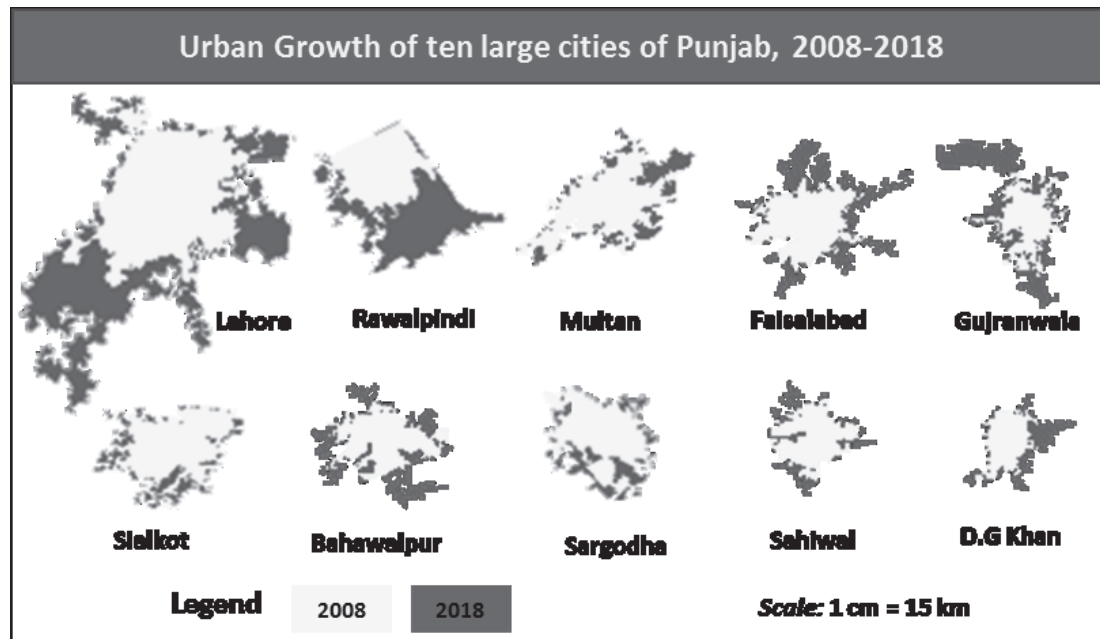 Urban Growth of ten large cities of Punjab, 2008-2018
Lahore Rawalpindi Multan Faisalabad Gujranwala
Sialkot Bahawalpur Sargodha Sahiwal D.G Khan
Legend 2008 2018 Scale: 1 cm = 15 km